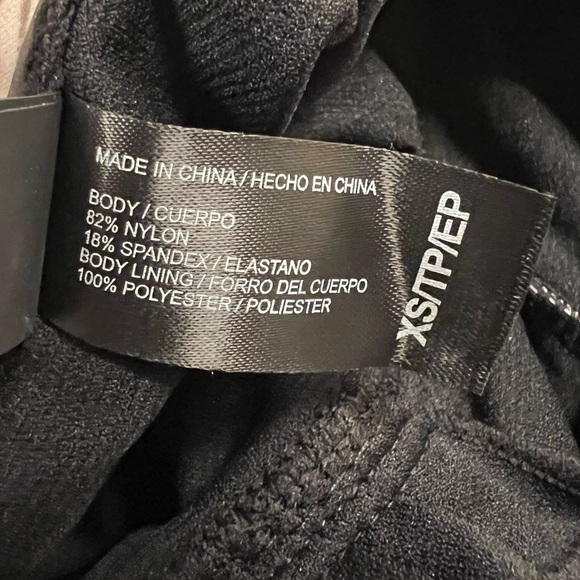 MADE IN CHINA / HECHO EN CHINA
BODY / CUERPO
82% NYLON
18% SPANDEX / ELASTANO
BODY LINING / FORRO DEL CUERPO
100% POLYESTER / POLIESTER
XS/TP/EP